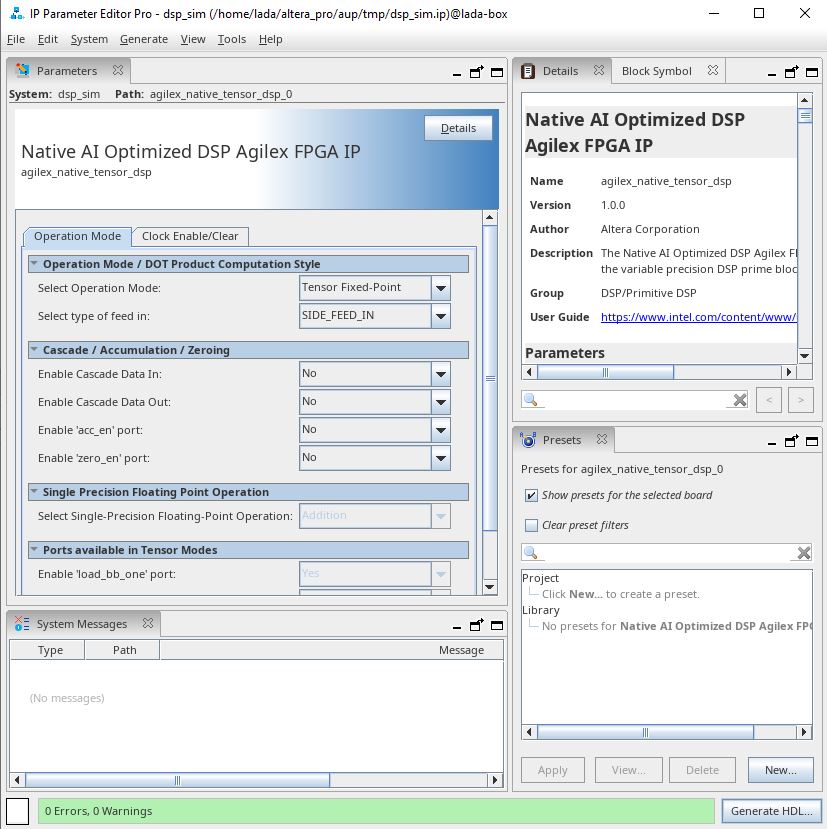 IP Parameter Editor Pro - dsp_sim (/home/lada/altera_pro/aup/tmp/dsp_sim.ip)@lada-box
File Edit System Generate View Tools Help
Parameters
System: dsp_sim Path: agilex_native_tensor_dsp_0
Details
Native AI Optimized DSP Agilex FPGA IP
agilex_native_tensor_dsp
Operation Mode Clock Enable/Clear
Operation Mode / DOT Product Computation Style
Select Operation Mode: Tensor Fixed-Point
Select type of feed in: SIDE_FEED_IN
Cascade / Accumulation / Zeroing
Enable Cascade Data In: No
Enable Cascade Data Out: No
Enable 'acc_en' port: No
Enable 'zero_en' port: No
Single Precision Floating Point Operation
Select Single-Precision Floating-Point Operation: Addition
Ports available in Tensor Modes
Enable 'load_bb_one' port: Yes
System Messages
Type Path Message
(No messages)
Details Block Symbol
Native AI Optimized DSP
Agilex FPGA IP
Name agilex_native_tensor_dsp
Version 1.0.0
Author Altera Corporation
Description The Native AI Optimized DSP Agilex
the variable precision DSP prime bloc
Group DSP/Primitive DSP
User Guide https://www.intel.com/content/www/
Parameters
< >
Presets
Presets for agilex_native_tensor_dsp_0
Show presets for the selected board
Clear preset filters
Project
Click New... to create a preset.
Library
No presets for Native AI Optimized DSP Agilex
Apply View... Delete New...
0 Errors, 0 Warnings
Generate HDL...